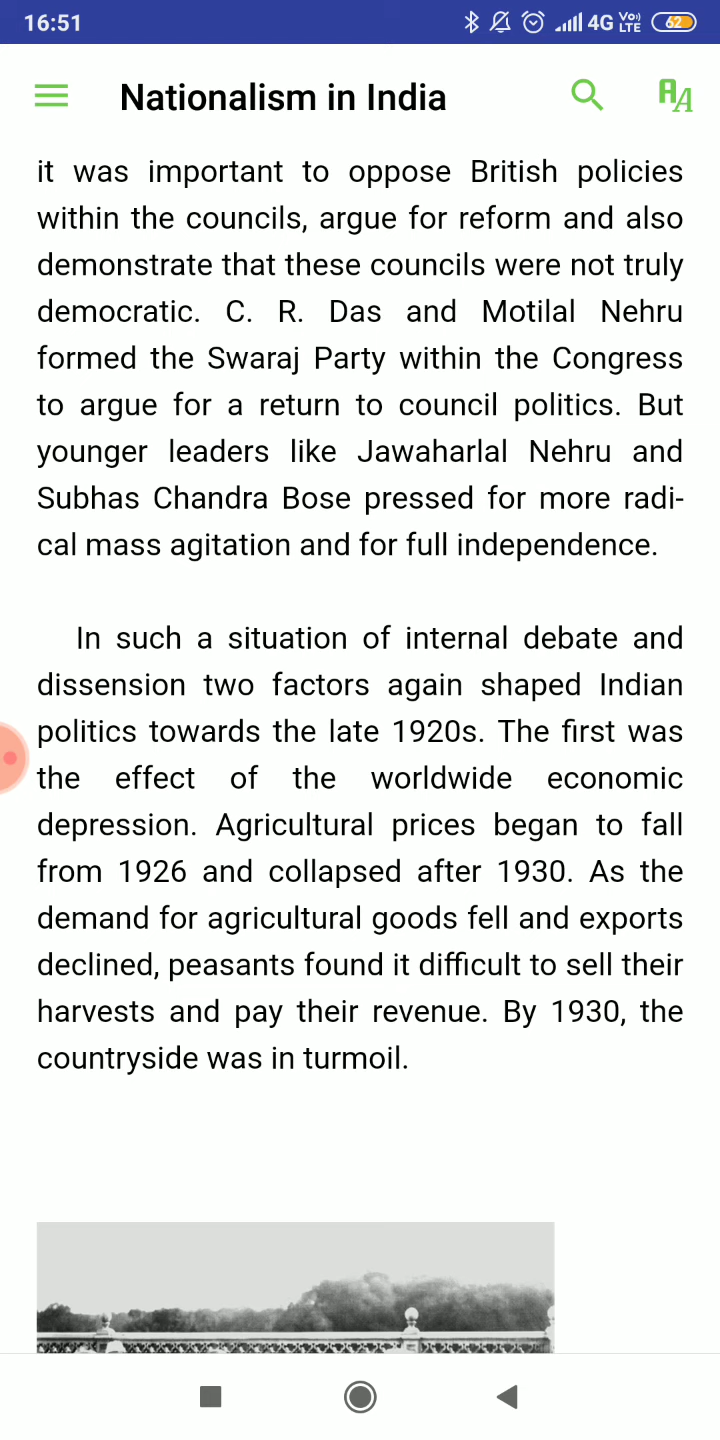 16:51 4G Vo) LTE 62
Nationalism in India
it was important to oppose British policies
within the councils, argue for reform and also
demonstrate that these councils were not truly
democratic. C. R. Das and Motilal Nehru
formed the Swaraj Party within the Congress
to argue for a return to council politics. But
younger leaders like Jawaharlal Nehru and
Subhas Chandra Bose pressed for more radi-
cal mass agitation and for full independence.
In such a situation of internal debate and
dissension two factors again shaped Indian
politics towards the late 1920s. The first was
the effect of the worldwide economic
depression. Agricultural prices began to fall
from 1926 and collapsed after 1930. As the
demand for agricultural goods fell and exports
declined, peasants found it difficult to sell their
harvests and pay their revenue. By 1930, the
countryside was in turmoil.